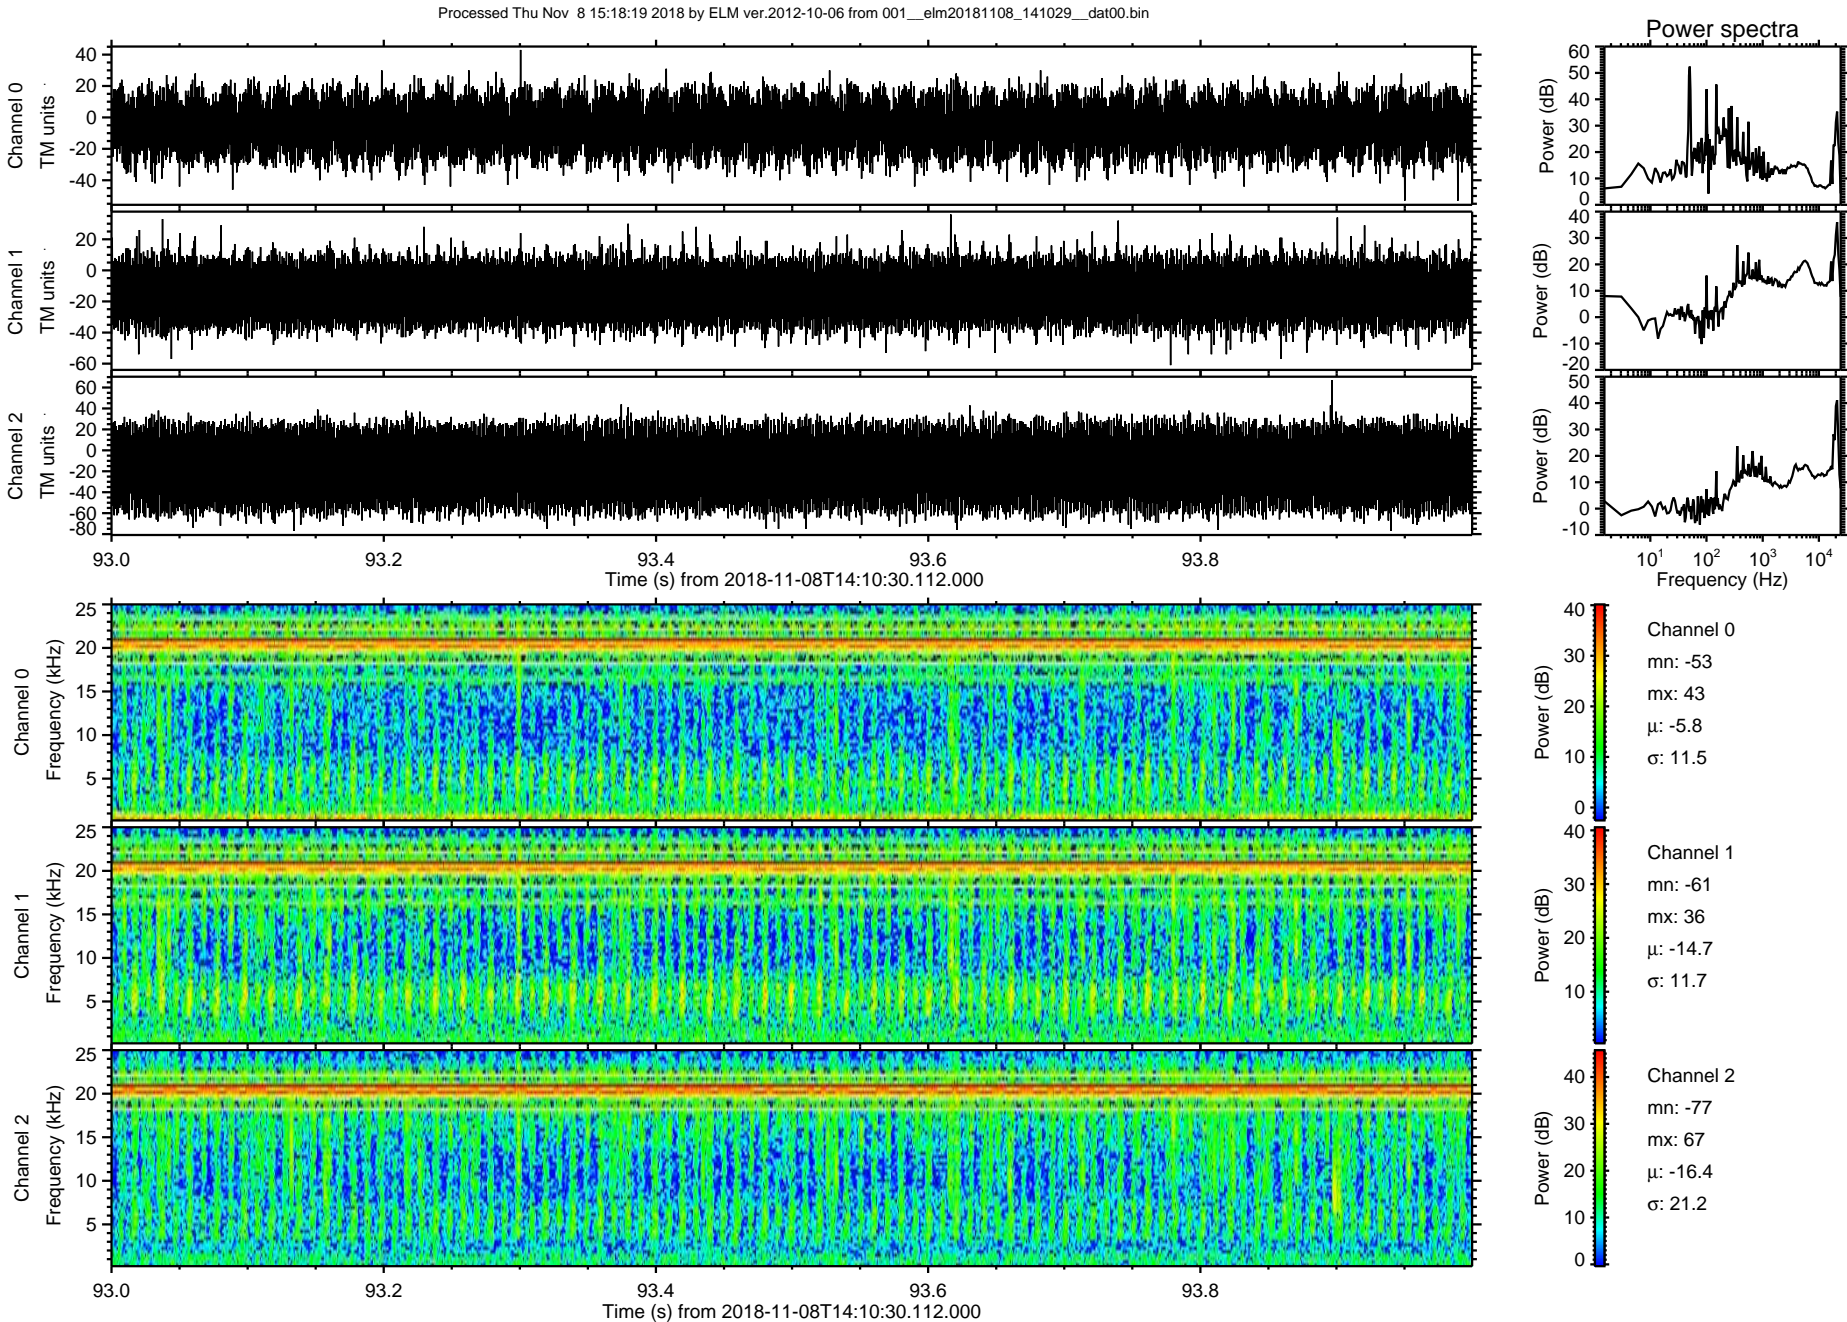 Processed Thu Nov  8 15:18:19 2018 by ELM ver.2012-10-06 from 001__elm20181108_141029__dat00.bin
Power spectra
Channel 0
TM units
40
20
0
-20
-40
Power (dB)
60
50
40
30
20
10
0
Channel 1
TM units
20
0
-20
-40
-60
Power (dB)
40
30
20
10
0
-10
-20
Channel 2
TM units
60
40
20
0
-20
-40
-60
-80
Power (dB)
50
40
30
20
10
0
-10
93.0 93.2 93.4 93.6 93.8
Time (s) from 2018-11-08T14:10:30.112.000
10¹ 10² 10³ 10⁴
Frequency (Hz)
Channel 0
Frequency (kHz)
25
20
15
10
5
Power (dB)
40
30
20
10
0
Channel 0
mn: -53
mx: 43
μ: -5.8
σ: 11.5
Channel 1
Frequency (kHz)
25
20
15
10
5
Power (dB)
40
30
20
10
Channel 1
mn: -61
mx: 36
μ: -14.7
σ: 11.7
Channel 2
Frequency (kHz)
25
20
15
10
5
Power (dB)
40
30
20
10
0
Channel 2
mn: -77
mx: 67
μ: -16.4
σ: 21.2
93.0 93.2 93.4 93.6 93.8
Time (s) from 2018-11-08T14:10:30.112.000